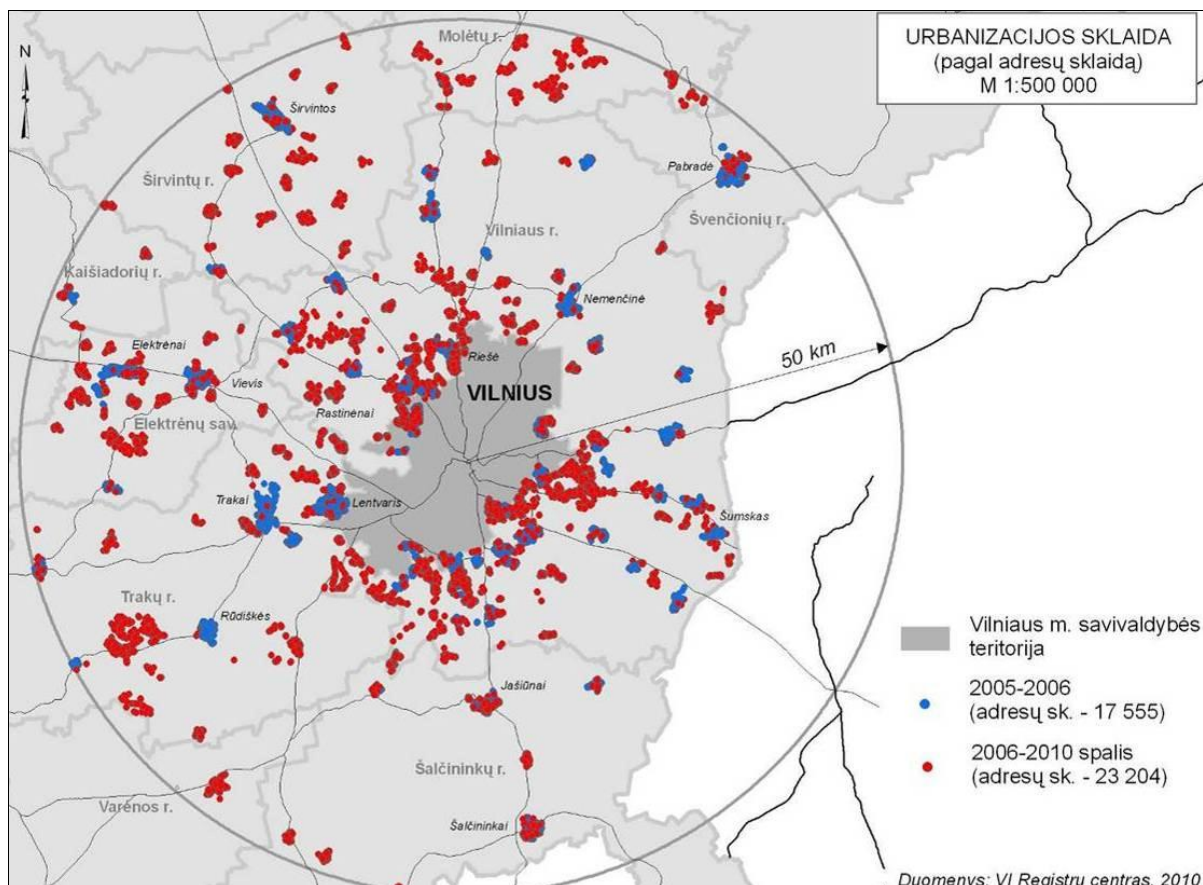 URBANIZACIJOS SKLAIDA
(pagal adresų sklaidą)
M 1:500 000
N
Molėtų r.
Širvintos
Pabradė
Širvintų r.
Švenčionių r.
Vilniaus r.
Kaišiadorių r.
Nemenčinė
Elektrėnai
Riešė
50 km
Vievis
VILNIUS
Rastinėnai
Elektrėnų sav.
Trakai
Lentvaris
Šumskas
Trakų r.
Rūdiškės
Vilniaus m. savivaldybės
teritorija
Jašiūnai
2005-2006
(adresų sk. - 17 555)
2006-2010 spalis
(adresų sk. - 23 204)
Šalčininkų r.
Varėnos r.
Šalčininkai
Duomenys: VĮ Registrų centras, 2010